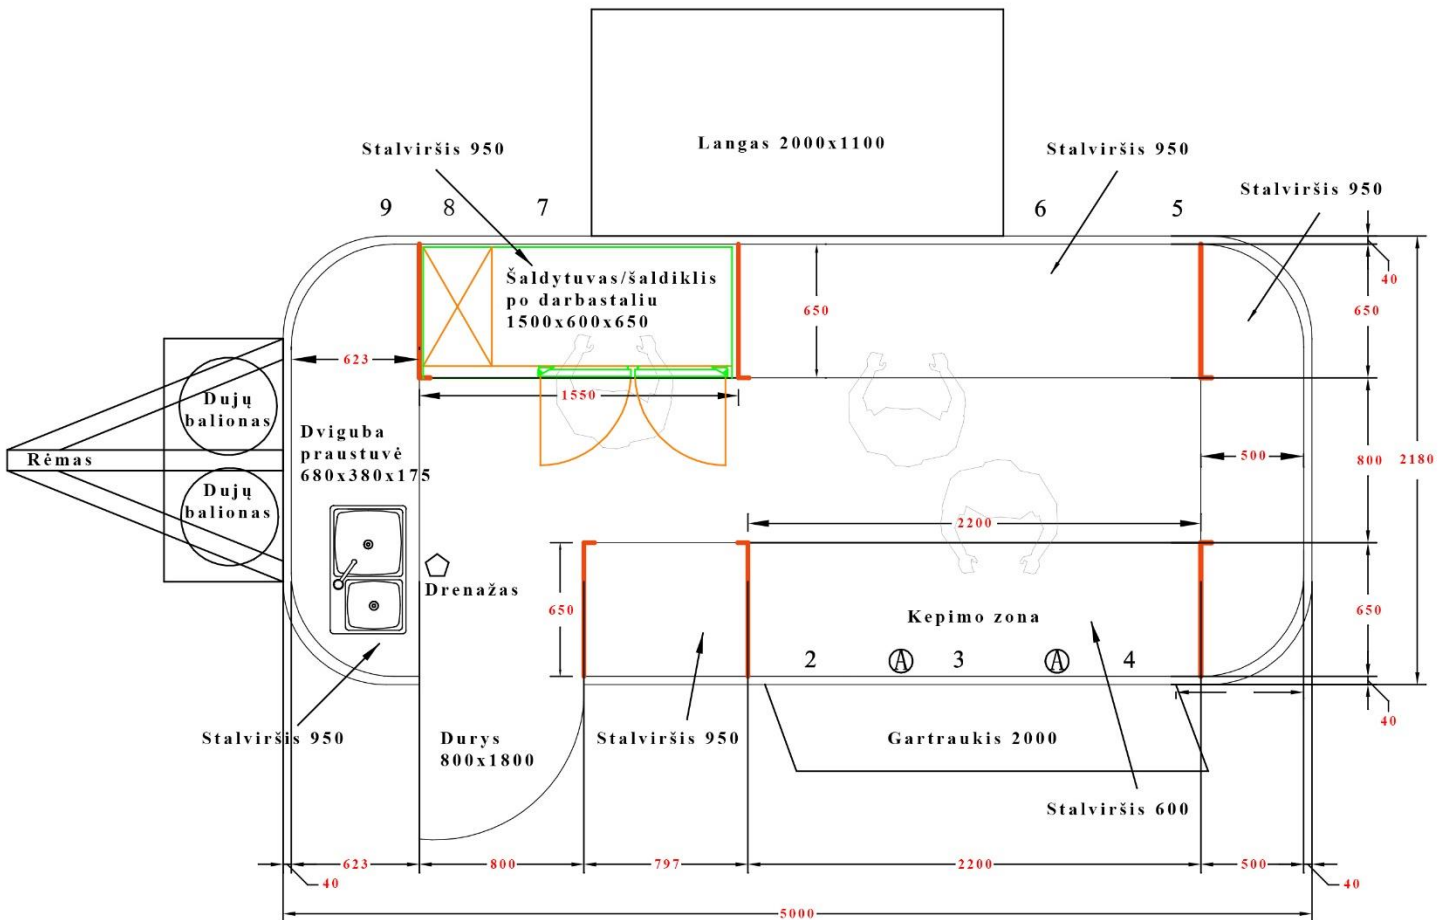 Langas 2000x1100
Stalviršis 950
Stalviršis 950
Stalviršis 950
9
8
7
6
5
Šaldytuvas/šaldiklis
po darbastaliu
1500x600x650
650
40
650
623
1550
Dujų
balionas
Dviguba
praustuvė
680x380x175
Rėmas
500
800
2180
Dujų
balionas
2200
Drenažas
650
650
Kepimo zona
2
A
3
A
4
40
Stalviršis 950
Durys
800x1800
Stalviršis 950
Gartraukis 2000
Stalviršis 600
623
800
797
2200
500
40
40
5000